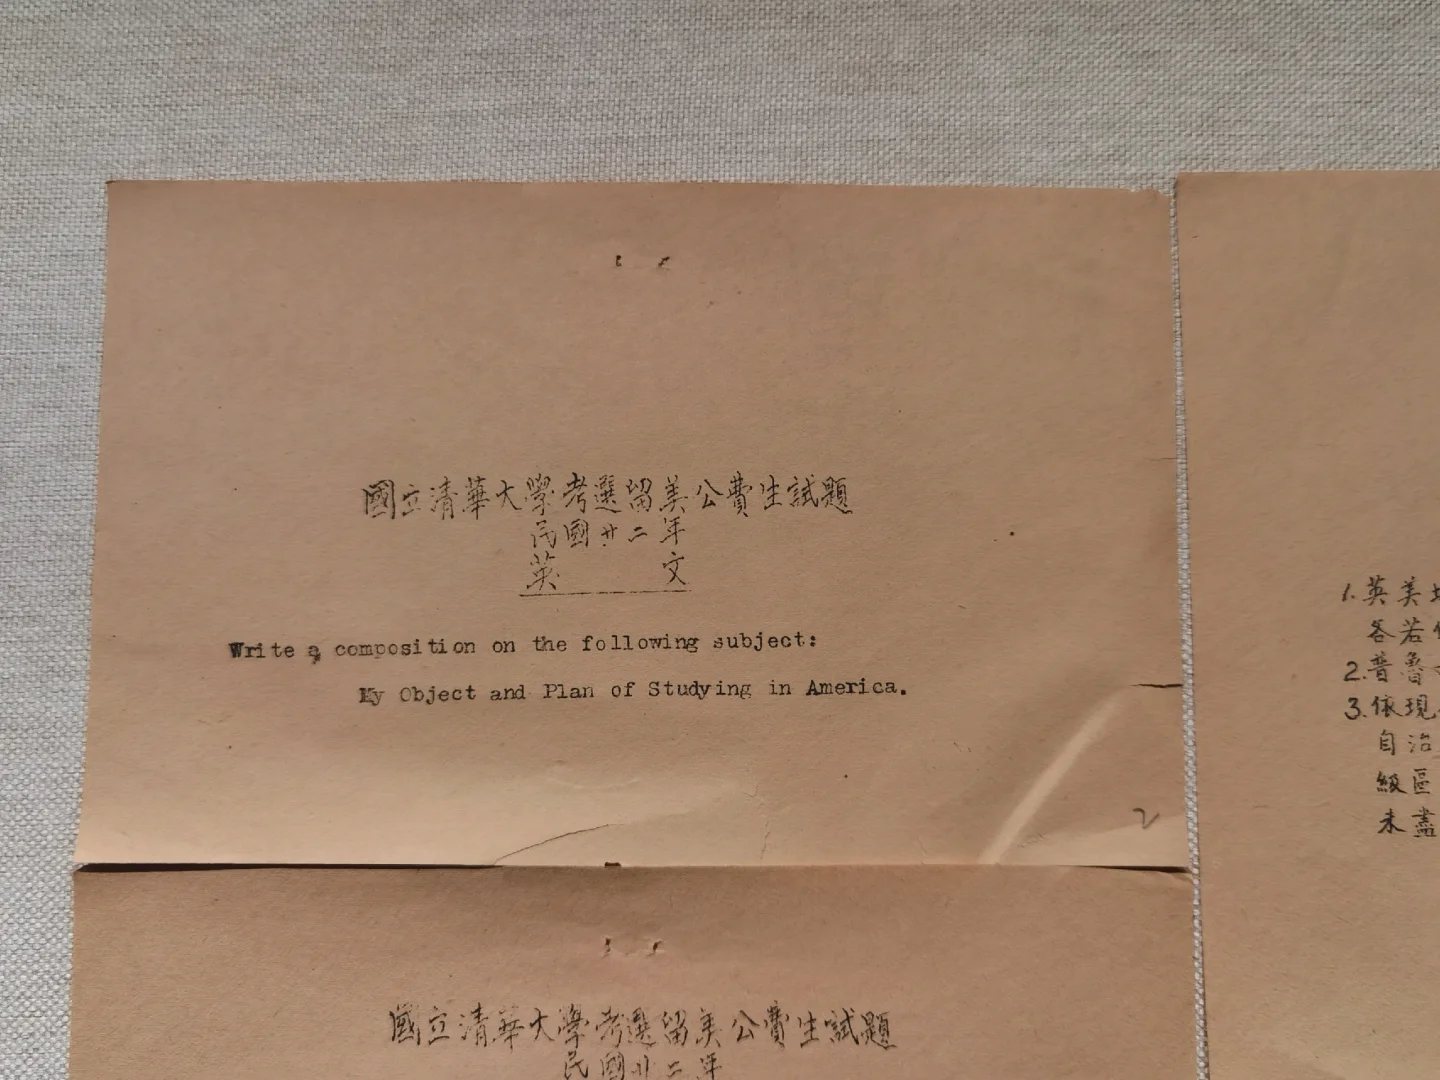 國立清華大學考選留美公費生試題
民國廿二年
英文
Write a composition on the following subject:
My Object and Plan of Studying in America.
2
國立清華大學考選留美公費生試題
民國廿二年
1.英美
各若
2.普魯
3.依現
自治
級區
未盡